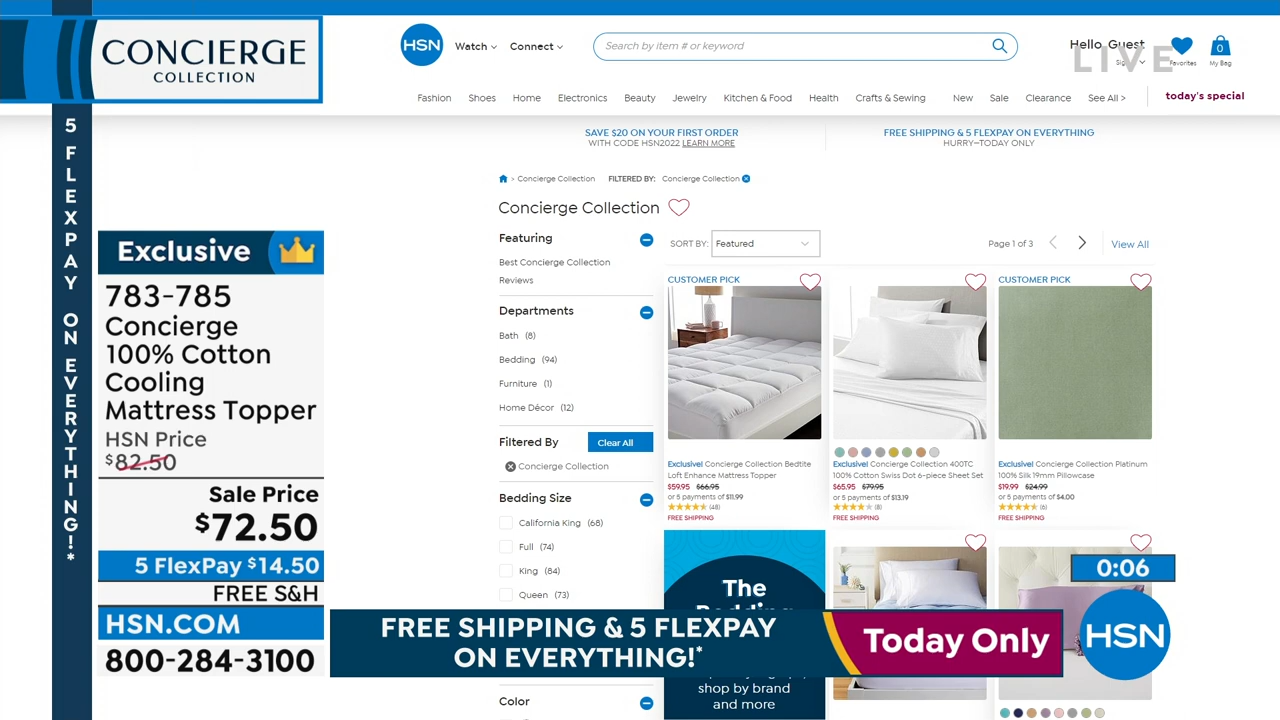 CONCIERGE
COLLECTION
5 FLEXPAY ON EVERYTHING!*
Exclusive
783-785
Concierge
100% Cotton
Cooling
Mattress Topper
HSN Price
$82.50
Sale Price
$72.50
5 FlexPay $14.50
FREE S&H
HSN.COM
800-284-3100
HSN
Watch
Connect
Search by item # or keyword
Hello, Guest
LIVE
Favorites
0
My Bag
Fashion Shoes Home Electronics Beauty Jewelry Kitchen & Food Health Crafts & Sewing New Sale Clearance See All > today's special
SAVE $20 ON YOUR FIRST ORDER
WITH CODE HSN2022 LEARN MORE
FREE SHIPPING & 5 FLEXPAY ON EVERYTHING
HURRY—TODAY ONLY
> Concierge Collection FILTERED BY: Concierge Collection
Concierge Collection
Featuring
Best Concierge Collection
Reviews
Departments
Bath (8)
Bedding (94)
Furniture (1)
Home Décor (12)
Filtered By Clear All
Concierge Collection
Bedding Size
California King (68)
Full (74)
King (84)
Queen (73)
Color
SORT BY: Featured
Page 1 of 3
View All
CUSTOMER PICK
Exclusive! Concierge Collection Bedtite
Loft Enhance Mattress Topper
$59.95 $66.95
or 5 payments of $11.99
(48)
FREE SHIPPING
Exclusive! Concierge Collection 400TC
100% Cotton Swiss Dot 6-piece Sheet Set
$65.95 $79.95
or 5 payments of $13.19
(8)
FREE SHIPPING
CUSTOMER PICK
Exclusive! Concierge Collection Platinum
100% Silk 19mm Pillowcase
$19.99 $24.99
or 5 payments of $4.00
(6)
FREE SHIPPING
The
Bedding
shop by brand
and more
0:06
FREE SHIPPING & 5 FLEXPAY
ON EVERYTHING!*
Today Only
HSN